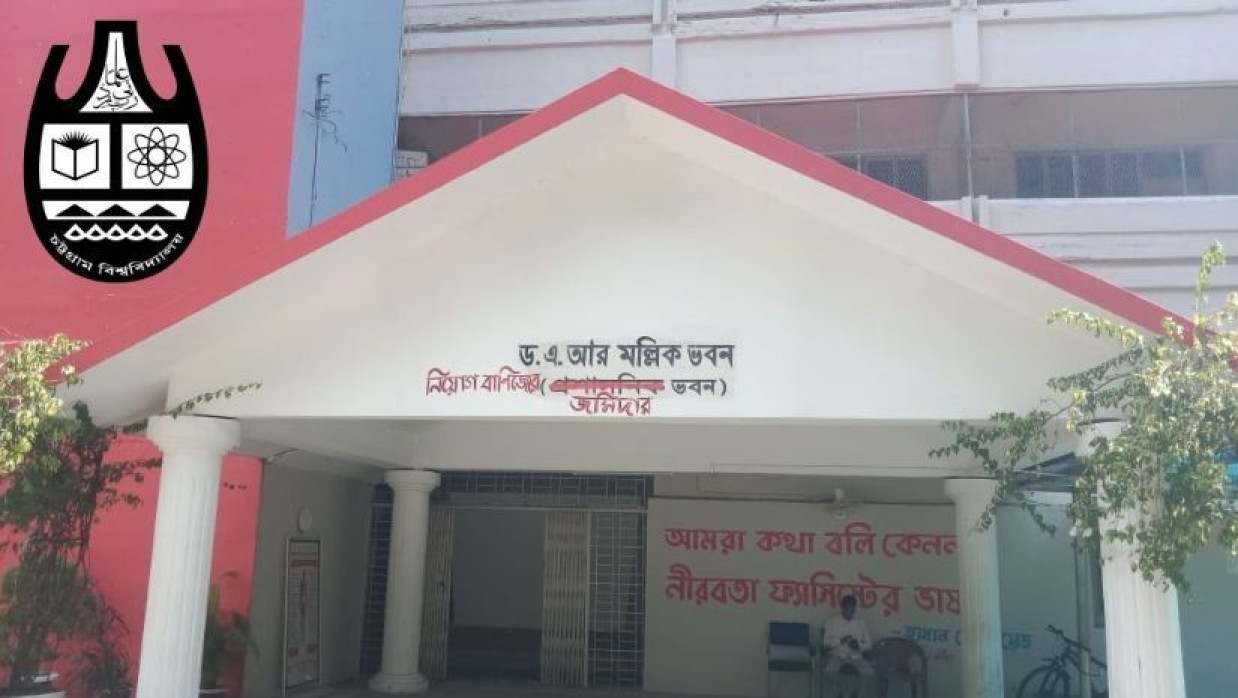 চট্টগ্রাম বিশ্ববিদ্যালয়
ড. এ. আর মল্লিক ভবন
নিয়োগ বাণিজ্যের (প্রশাসনিক ভবন)
জমিদার
আমরা কথা বলি কেনন
নীরবতা ফ্যাসিস্টের ভাষ